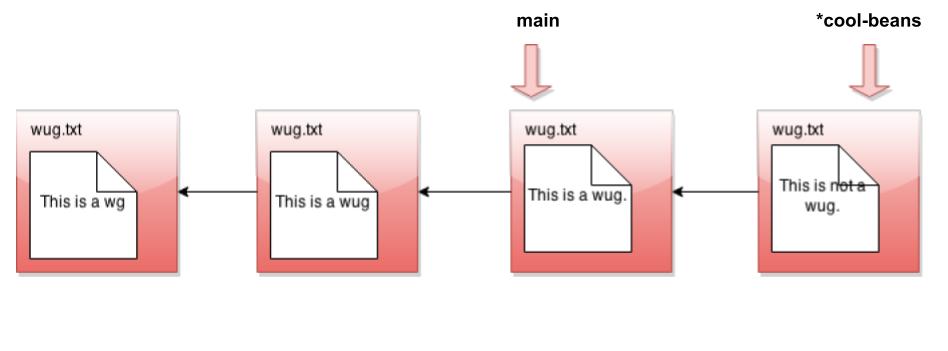 main
*cool-beans
wug.txt
This is a wg
wug.txt
This is a wug
wug.txt
This is a wug.
wug.txt
This is not a
wug.